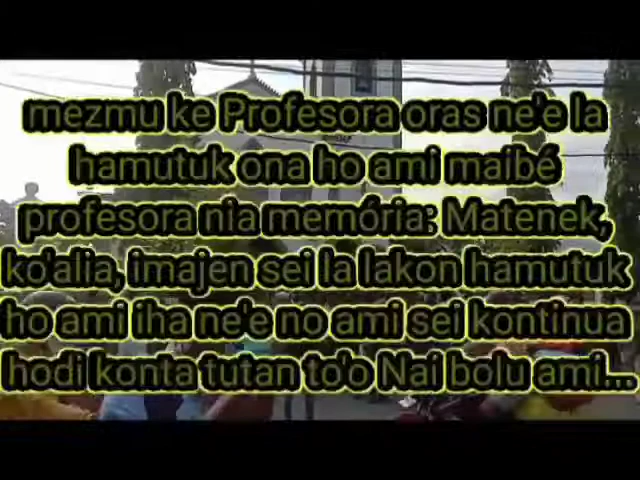 mezmu ke Profesora oras ne'e la
hamutuk ona ho ami maibé
profesora nia memória: Matenek,
ko'alia, imajen sei la lakon hamutuk
ho ami iha ne'e no ami sei kontinua
hodi konta tutan to'o Nai bolu ami...